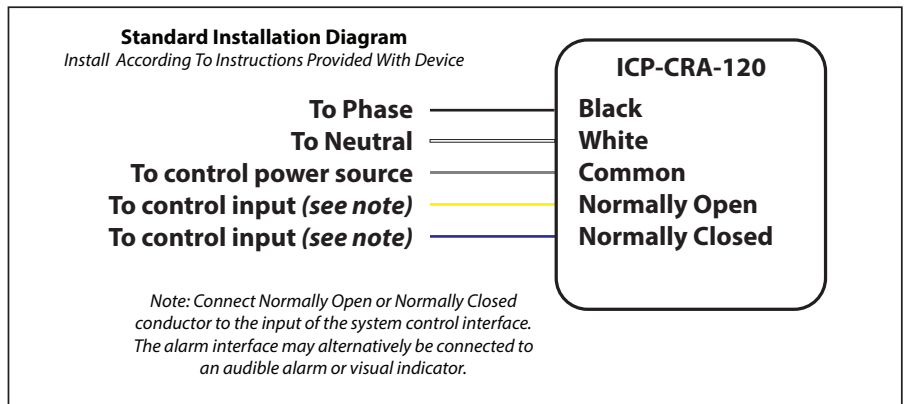 Standard Installation Diagram
Install According To Instructions Provided With Device
ICP-CRA-120
To Phase Black
To Neutral White
To control power source Common
To control input (see note) Normally Open
To control input (see note) Normally Closed
Note: Connect Normally Open or Normally Closed
conductor to the input of the system control interface.
The alarm interface may alternatively be connected to
an audible alarm or visual indicator.